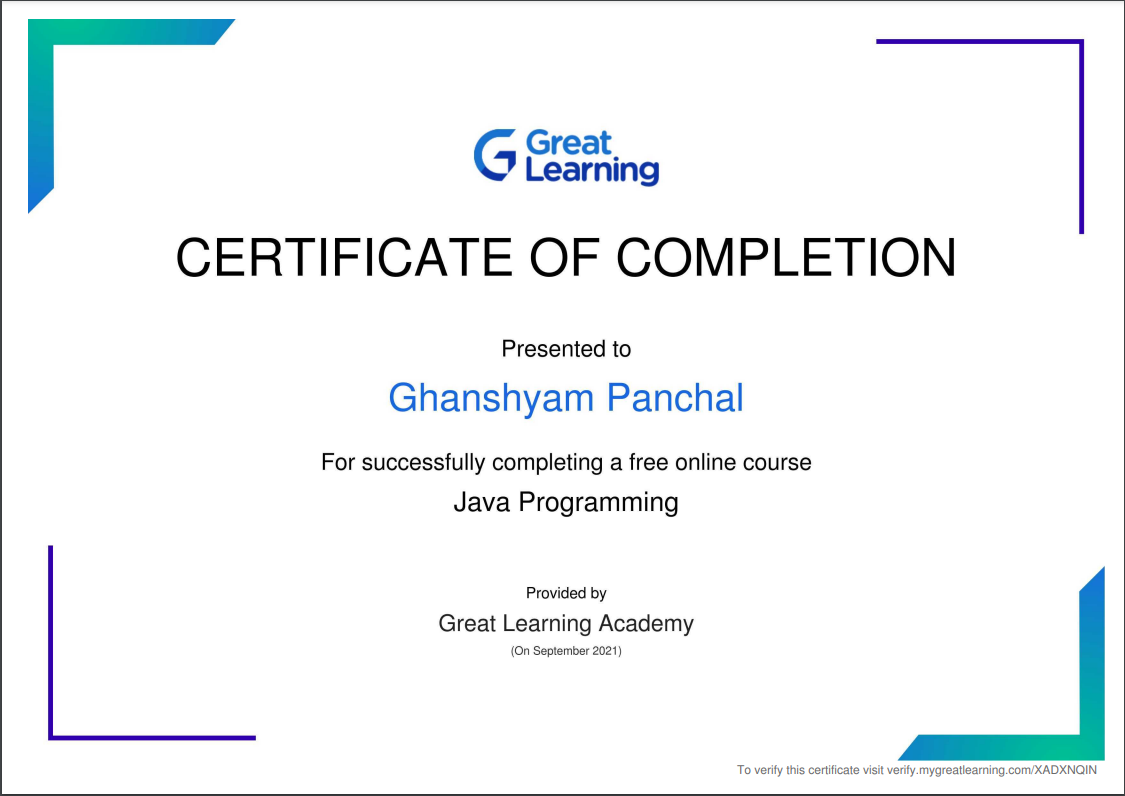 Great
Learning
CERTIFICATE OF COMPLETION
Presented to
Ghanshyam Panchal
For successfully completing a free online course
Java Programming
Provided by
Great Learning Academy
(On September 2021)
To verify this certificate visit verify.mygreatlearning.com/XADXNQIN